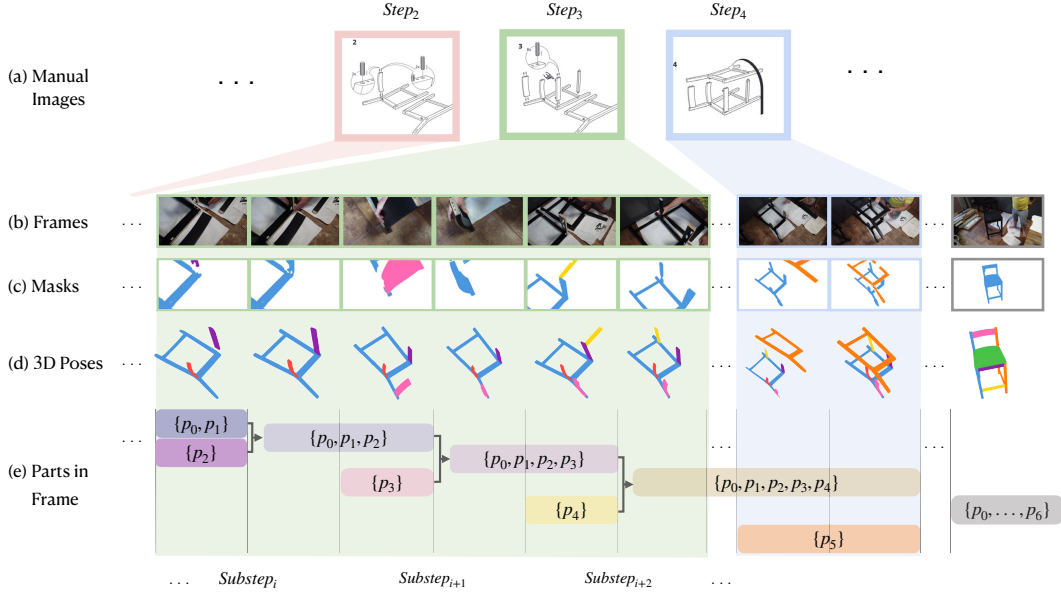 Step₂ Step₃ Step₄
(a) Manual
Images
. . .
2
3
4
. . .
(b) Frames
. . .
. . .
. . .
(c) Masks
. . .
. . .
. . .
(d) 3D Poses
. . .
. . .
. . .
(e) Parts in
Frame
. . .
{p₀, p₁}
{p₂}
{p₀, p₁, p₂}
{p₃}
{p₀, p₁, p₂, p₃}
{p₄}
. . .
{p₀, p₁, p₂, p₃, p₄}
{p₅}
. . .
{p₀, . . . , p₆}
. . . Substepᵢ Substepᵢ₊₁ Substepᵢ₊₂ . . .